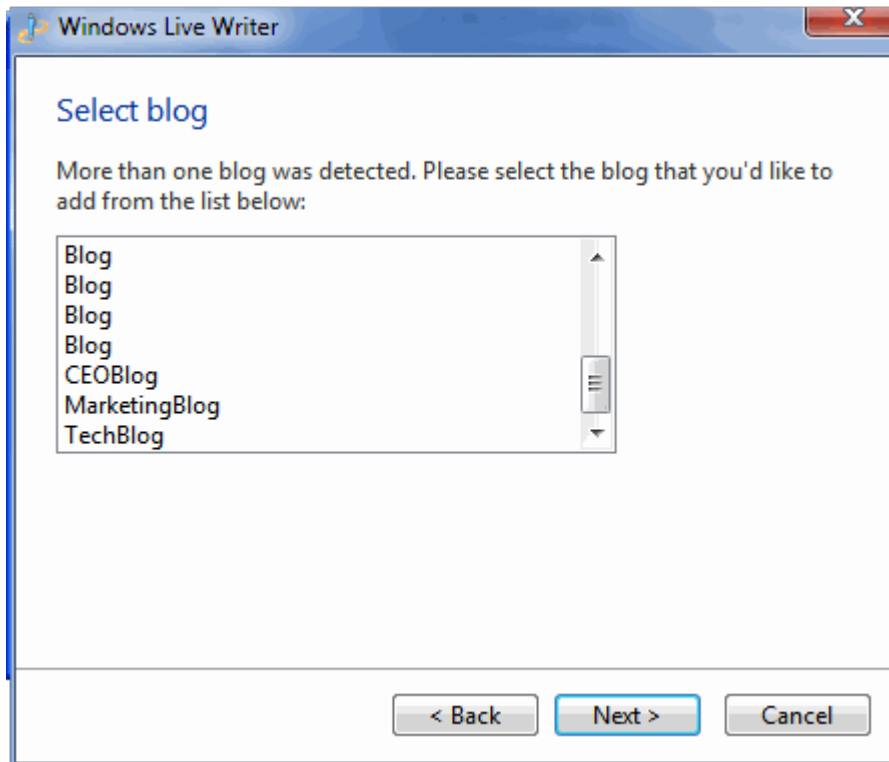 Windows Live Writer
Select blog
More than one blog was detected. Please select the blog that you'd like to
add from the list below:
Blog
Blog
Blog
Blog
CEOBlog
MarketingBlog
TechBlog
< Back Next > Cancel